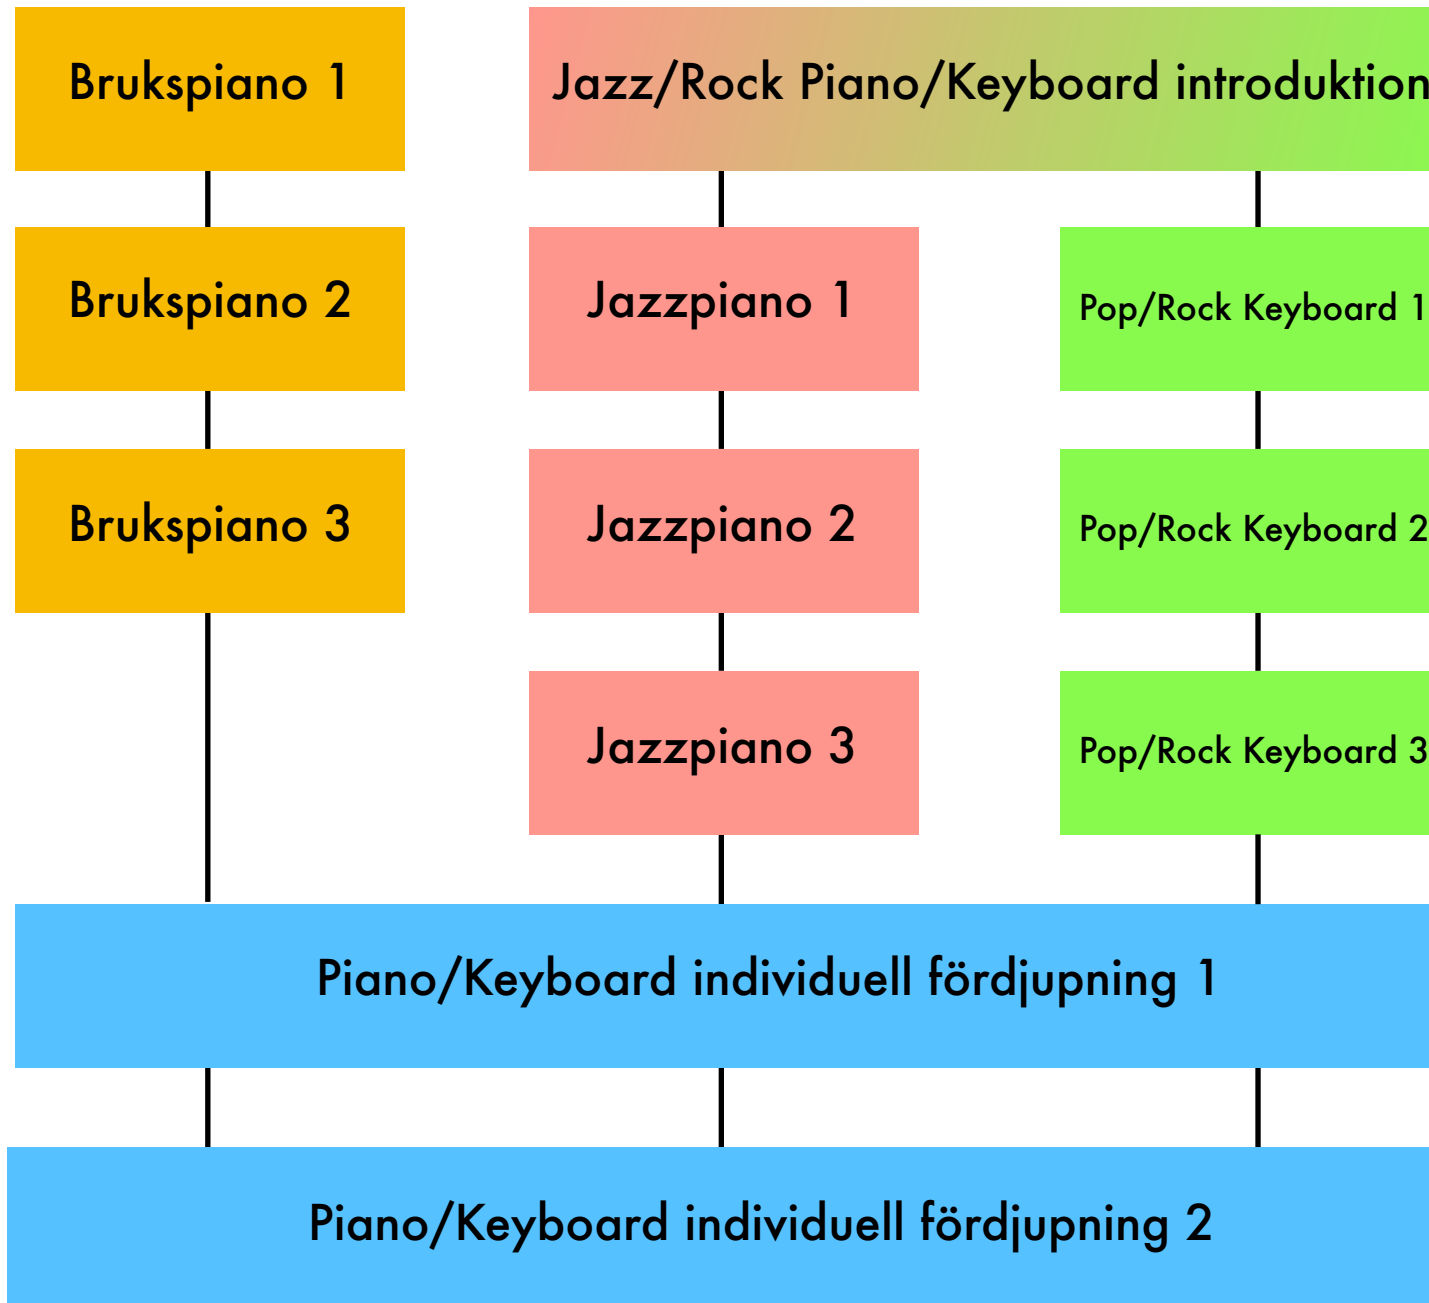 Brukspiano 1
Jazz/Rock Piano/Keyboard introduktion
Brukspiano 2
Jazzpiano 1
Pop/Rock Keyboard 1
Brukspiano 3
Jazzpiano 2
Pop/Rock Keyboard 2
Jazzpiano 3
Pop/Rock Keyboard 3
Piano/Keyboard individuell fördjupning 1
Piano/Keyboard individuell fördjupning 2